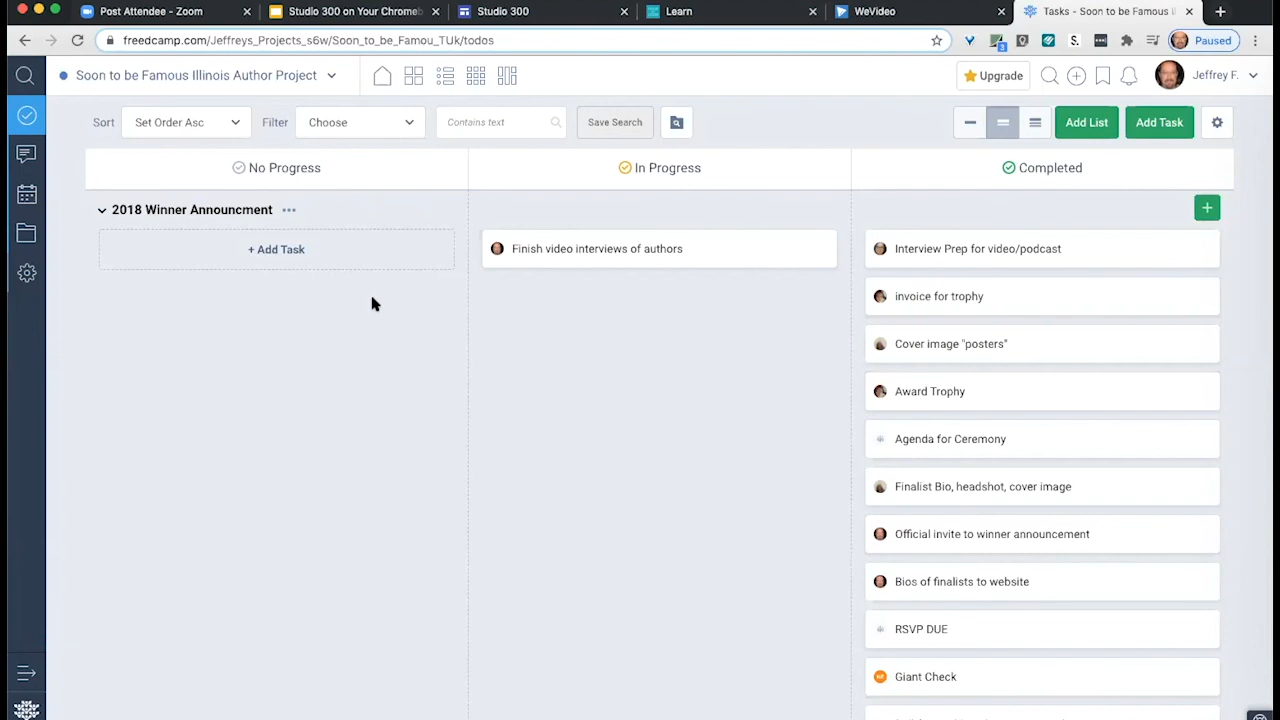 Post Attendee - Zoom
Studio 300 on Your Chromeb
Studio 300
Learn
WeVideo
Tasks - Soon to be Famous Il
freedcamp.com/Jeffreys_Projects_s6w/Soon_to_be_Famou_TUk/todos
3
S.
Paused
Soon to be Famous Illinois Author Project
Upgrade
Jeffrey F.
Sort
Set Order Asc
Filter
Choose
Contains text
Save Search
Add List
Add Task
No Progress
In Progress
Completed
2018 Winner Announcment
+ Add Task
Finish video interviews of authors
Interview Prep for video/podcast
invoice for trophy
Cover image "posters"
Award Trophy
Agenda for Ceremony
Finalist Bio, headshot, cover image
Official invite to winner announcement
Bios of finalists to website
RSVP DUE
Giant Check